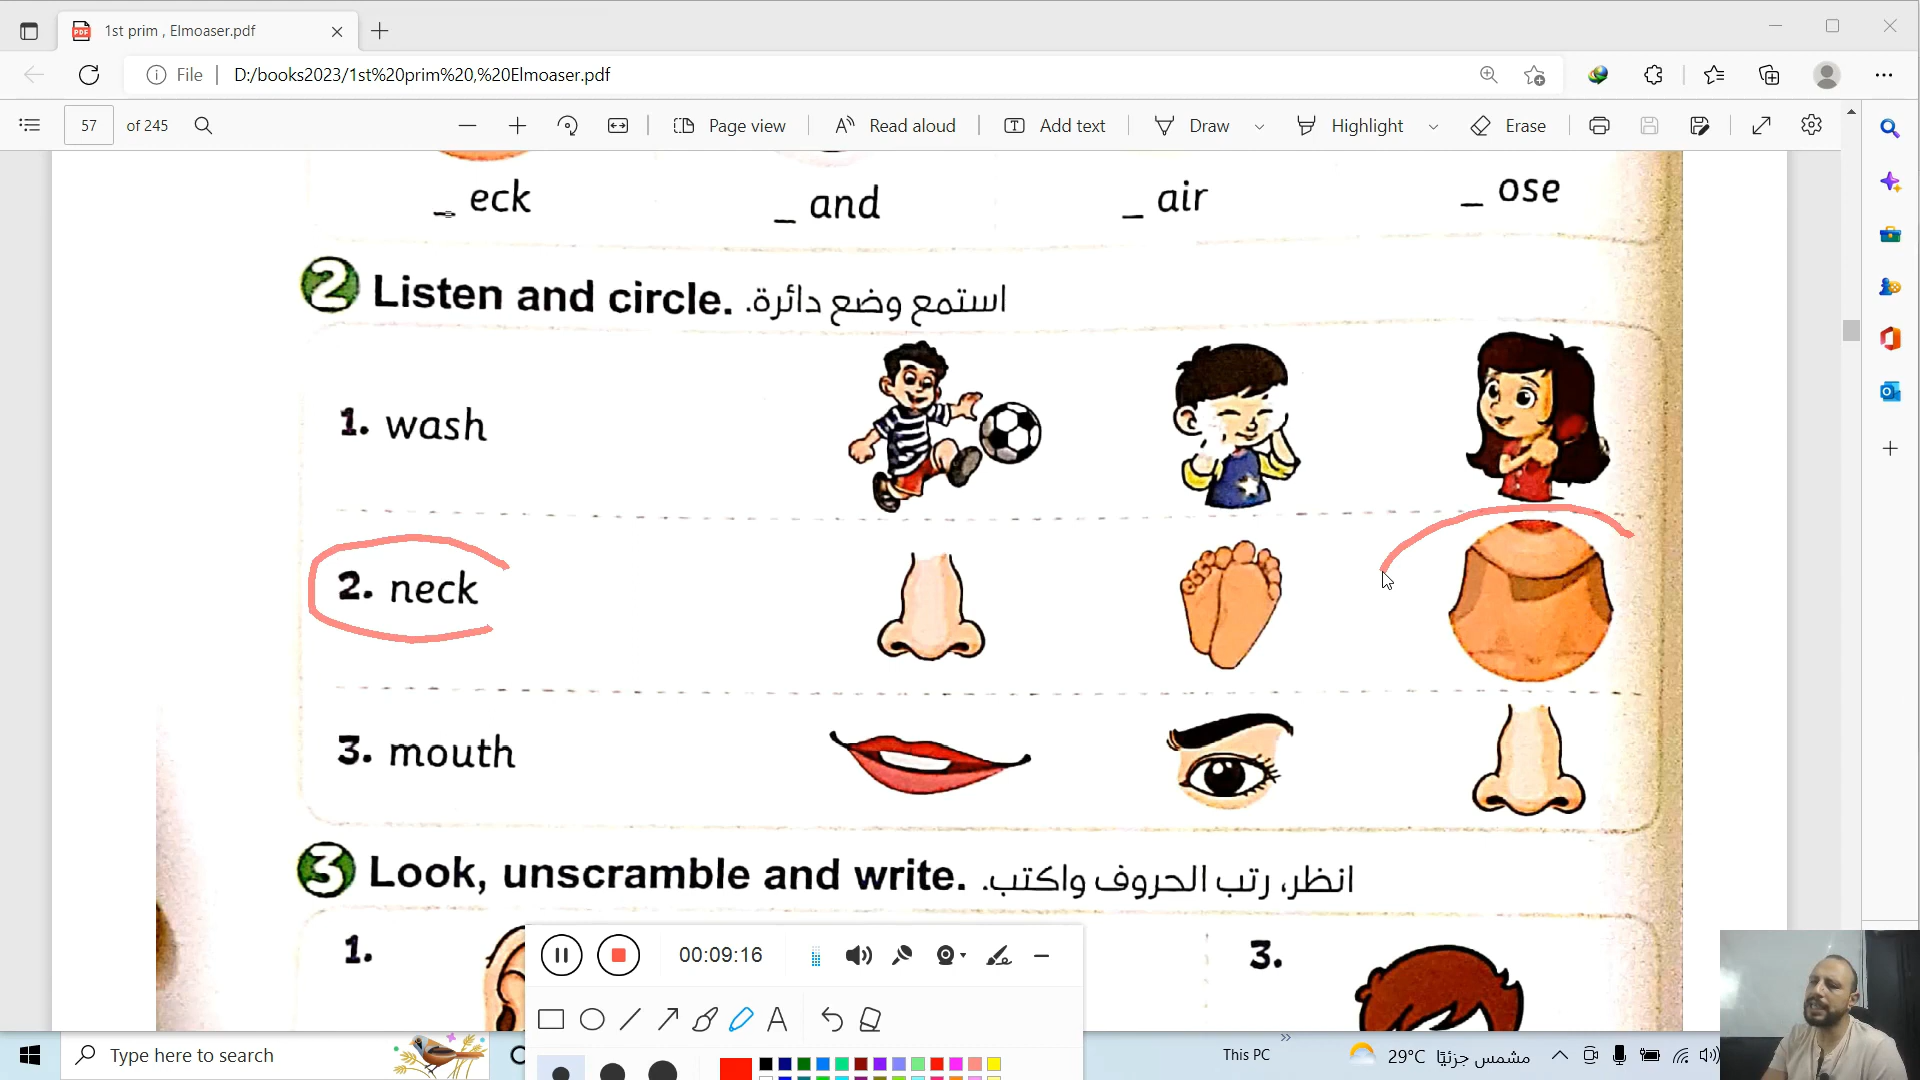 1st prim , Elmoaser.pdf
File D:/books2023/1st%20prim%20,%20Elmoaser.pdf
57 of 245 Page view Read aloud Add text Draw Highlight Erase
_ eck _ and _ air _ ose
2 Listen and circle. استمع وضع دائرة.
1. wash
2. neck
3. mouth
3 Look, unscramble and write. انظر، رتب الحروف واكتب.
1. 3.
00:09:16
A
Type here to search This PC 29°C مشمس جزئيًا